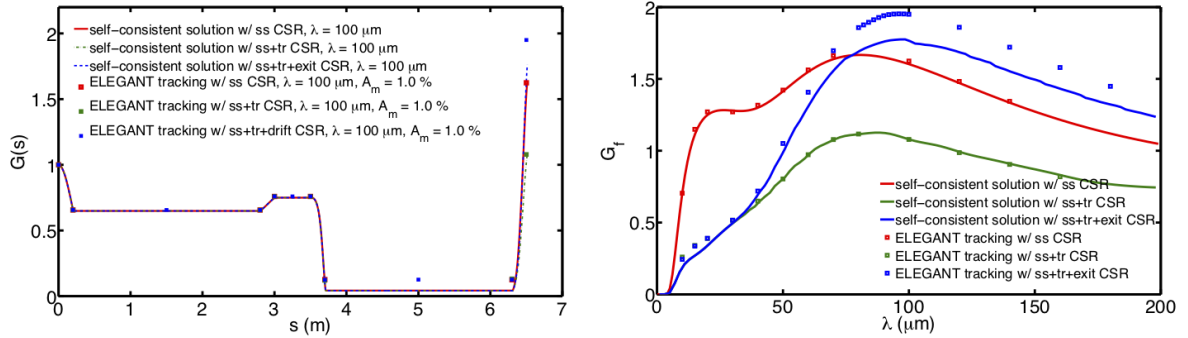 2
1.5
1
0.5
0
G(s)
self-consistent solution w/ ss CSR, λ = 100 μm
self-consistent solution w/ ss+tr CSR, λ = 100 μm
self-consistent solution w/ ss+tr+exit CSR, λ = 100 μm
ELEGANT tracking w/ ss CSR, λ = 100 μm, A_m = 1.0 %
ELEGANT tracking w/ ss+tr CSR, λ = 100 μm, A_m = 1.0 %
ELEGANT tracking w/ ss+tr+drift CSR, λ = 100 μm, A_m = 1.0 %
0 1 2 3 4 5 6 7
s (m)
2
1.5
1
0.5
0
G_f
self-consistent solution w/ ss CSR
self-consistent solution w/ ss+tr CSR
self-consistent solution w/ ss+tr+exit CSR
ELEGANT tracking w/ ss CSR
ELEGANT tracking w/ ss+tr CSR
ELEGANT tracking w/ ss+tr+exit CSR
0 50 100 150 200
λ (μm)